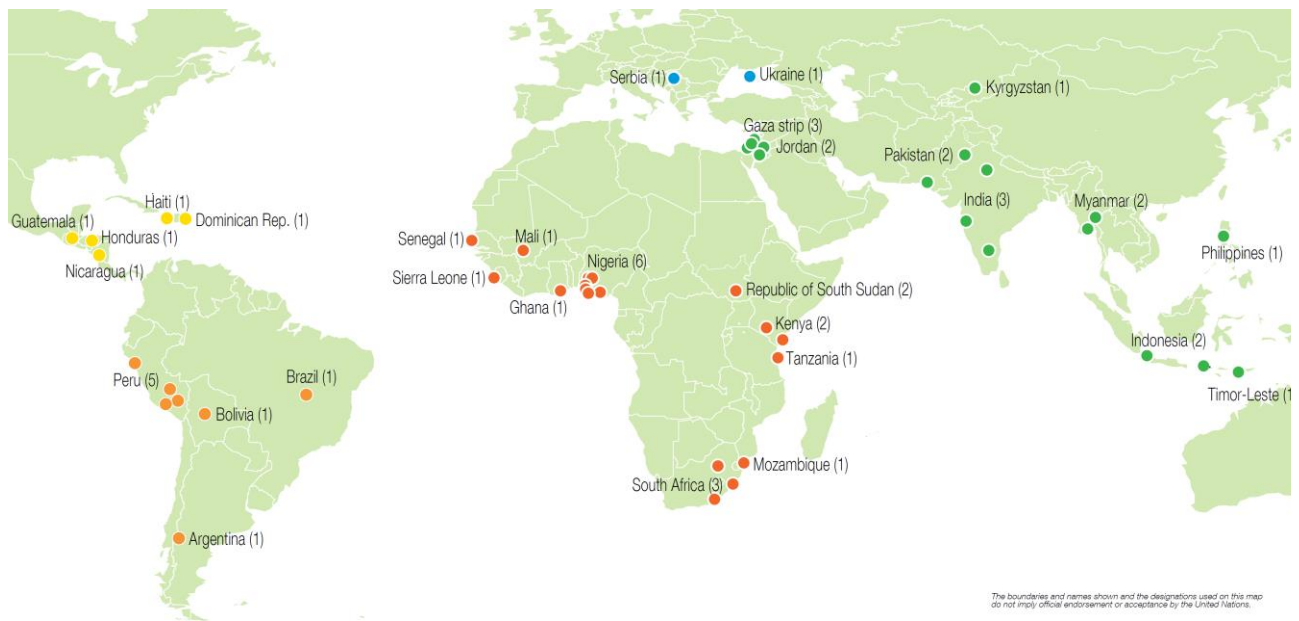 Serbia (1)
Ukraine (1)
Kyrgyzstan (1)
Gaza strip (3)
Jordan (2)
Pakistan (2)
Haiti (1)
India (3)
Myanmar (2)
Guatemala (1)
Dominican Rep. (1)
Honduras (1)
Senegal (1)
Mali (1)
Philippines (1)
Nicaragua (1)
Nigeria (6)
Sierra Leone (1)
Republic of South Sudan (2)
Ghana (1)
Kenya (2)
Indonesia (2)
Tanzania (1)
Peru (5)
Brazil (1)
Timor-Leste (1
Bolivia (1)
Mozambique (1)
South Africa (3)
Argentina (1)
The boundaries and names shown and the designations used on this map
do not imply official endorsement or acceptance by the United Nations.